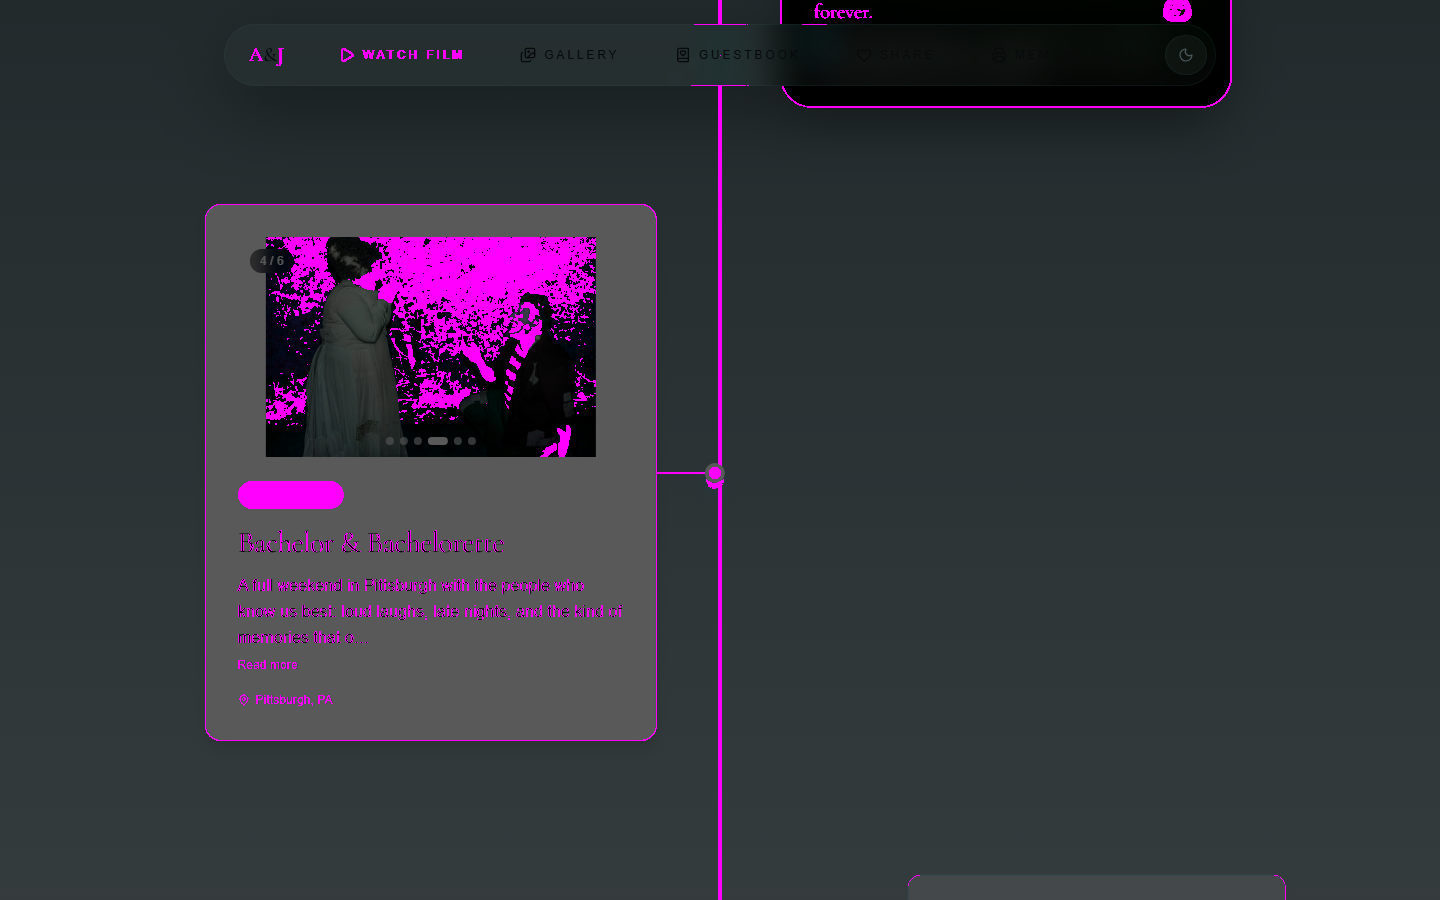 forever.
A&J
WATCH FILM
GALLERY
GUESTBOOK
SHARE
4 / 6
Bachelor & Bachelorette
A full weekend in Pittsburgh with the people who
know us best: loud laughs, late nights, and the kind of
memories that o...
Read more
Pittsburgh, PA